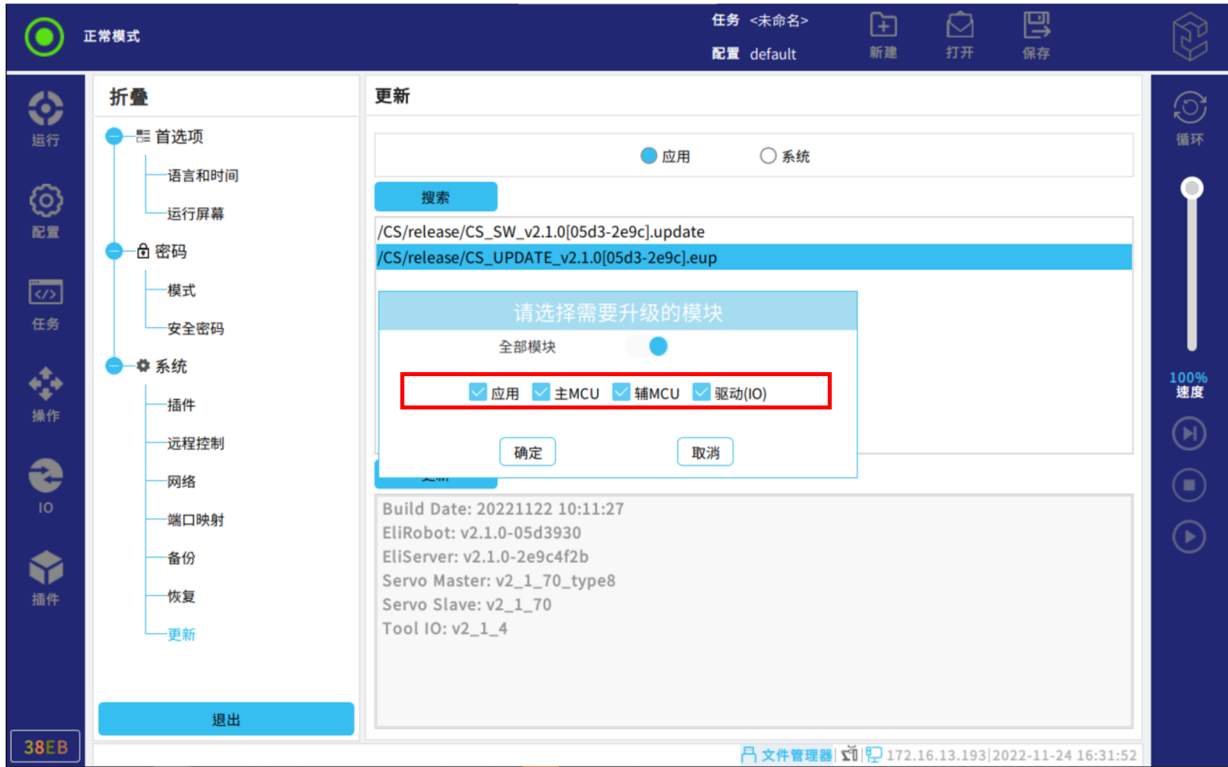 正常模式
任务 <未命名>
配置 default
新建
打开
保存
运行
配置
任务
操作
IO
插件
38EB
折叠
首选项
语言和时间
运行屏幕
密码
模式
安全密码
系统
插件
远程控制
网络
端口映射
备份
恢复
更新
退出
更新
应用 系统
搜索
/CS/release/CS_SW_v2.1.0[05d3-2e9c].update
/CS/release/CS_UPDATE_v2.1.0[05d3-2e9c].eup
请选择需要升级的模块
全部模块
应用 主MCU 辅MCU 驱动(IO)
确定 取消
Build Date: 20221122 10:11:27
EliRobot: v2.1.0-05d3930
EliServer: v2.1.0-2e9c4f2b
Servo Master: v2_1_70_type8
Servo Slave: v2_1_70
Tool IO: v2_1_4
文件管理器 172.16.13.193 2022-11-24 16:31:52
循环
100%
速度